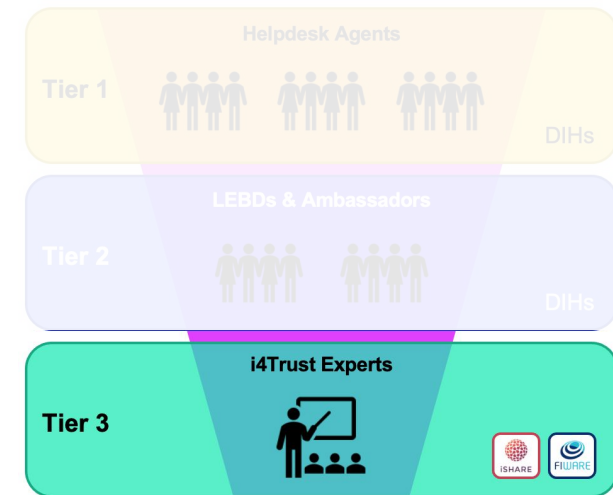 Helpdesk Agents
Tier 1
DIHs
LEBDs & Ambassadors
Tier 2
DIHs
i4Trust Experts
Tier 3
iSHARE
FIWARE